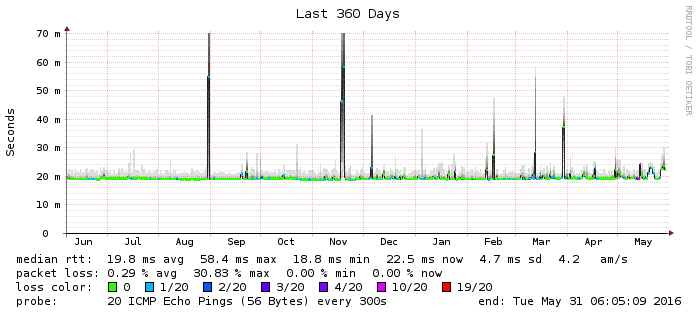 Last 360 Days
RRDTOOL / TOBI OETIKER
Seconds
70 m
60 m
50 m
40 m
30 m
20 m
10 m
0
Jun Jul Aug Sep Oct Nov Dec Jan Feb Mar Apr May
median rtt: 19.8 ms avg 58.4 ms max 18.8 ms min 22.5 ms now 4.7 ms sd 4.2 am/s
packet loss: 0.29 % avg 30.83 % max 0.00 % min 0.00 % now
loss color: 0 1/20 2/20 3/20 4/20 10/20 19/20
probe: 20 ICMP Echo Pings (56 Bytes) every 300s end: Tue May 31 06:05:09 2016